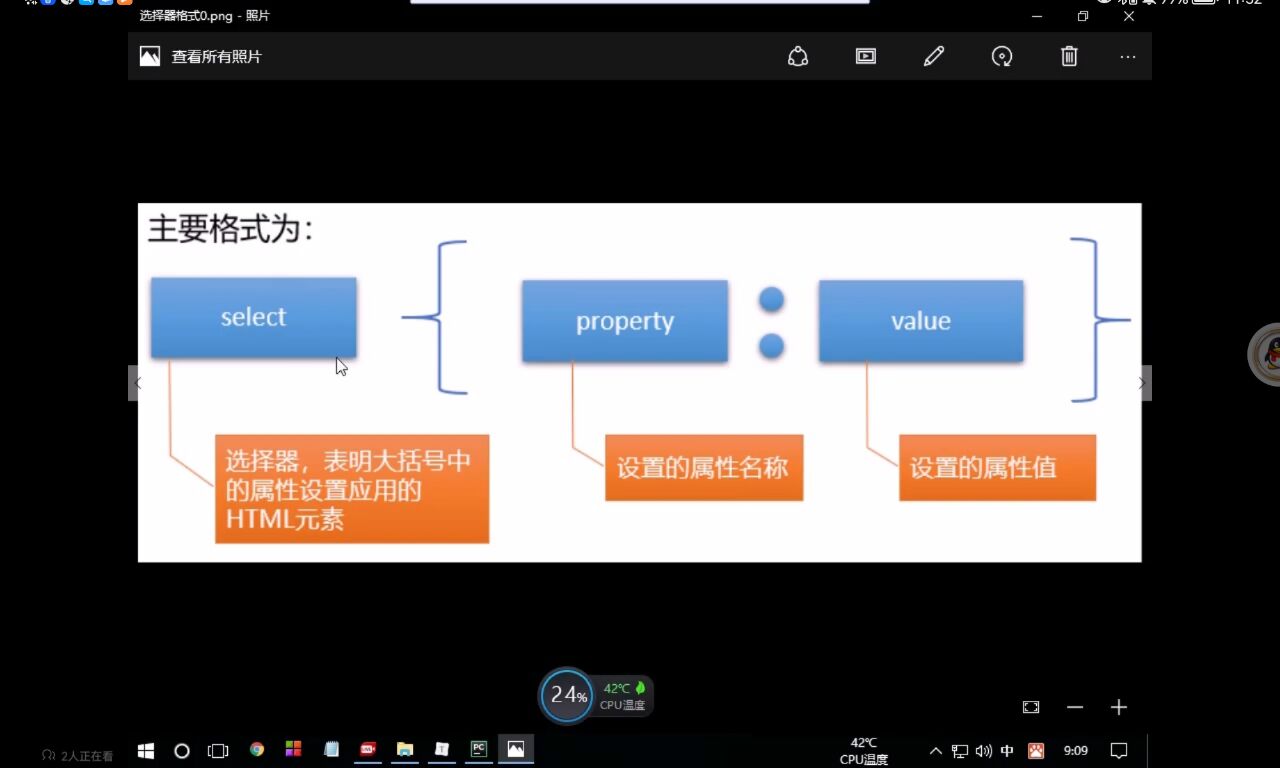 选择器格式0.png - 照片
查看所有照片
主要格式为：
select
property
value
选择器，表明大括号中
的属性设置应用的
HTML元素
设置的属性名称
设置的属性值
24%
42℃
CPU温度
2人正在看
42℃
CPU温度
中
9:09